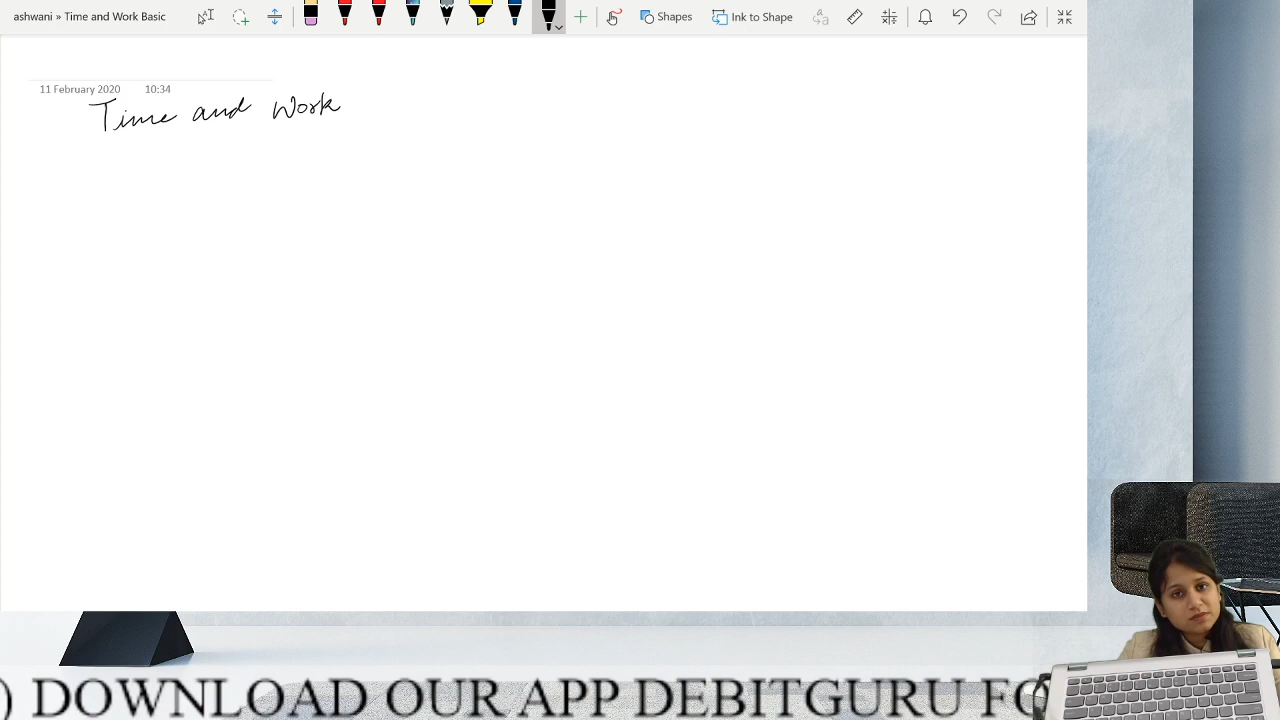 ashwani » Time and Work Basic
Shapes
Ink to Shape
11 February 2020 10:34
Time and Work
) DOWNLOAD OUR APP DEBITGURU FO